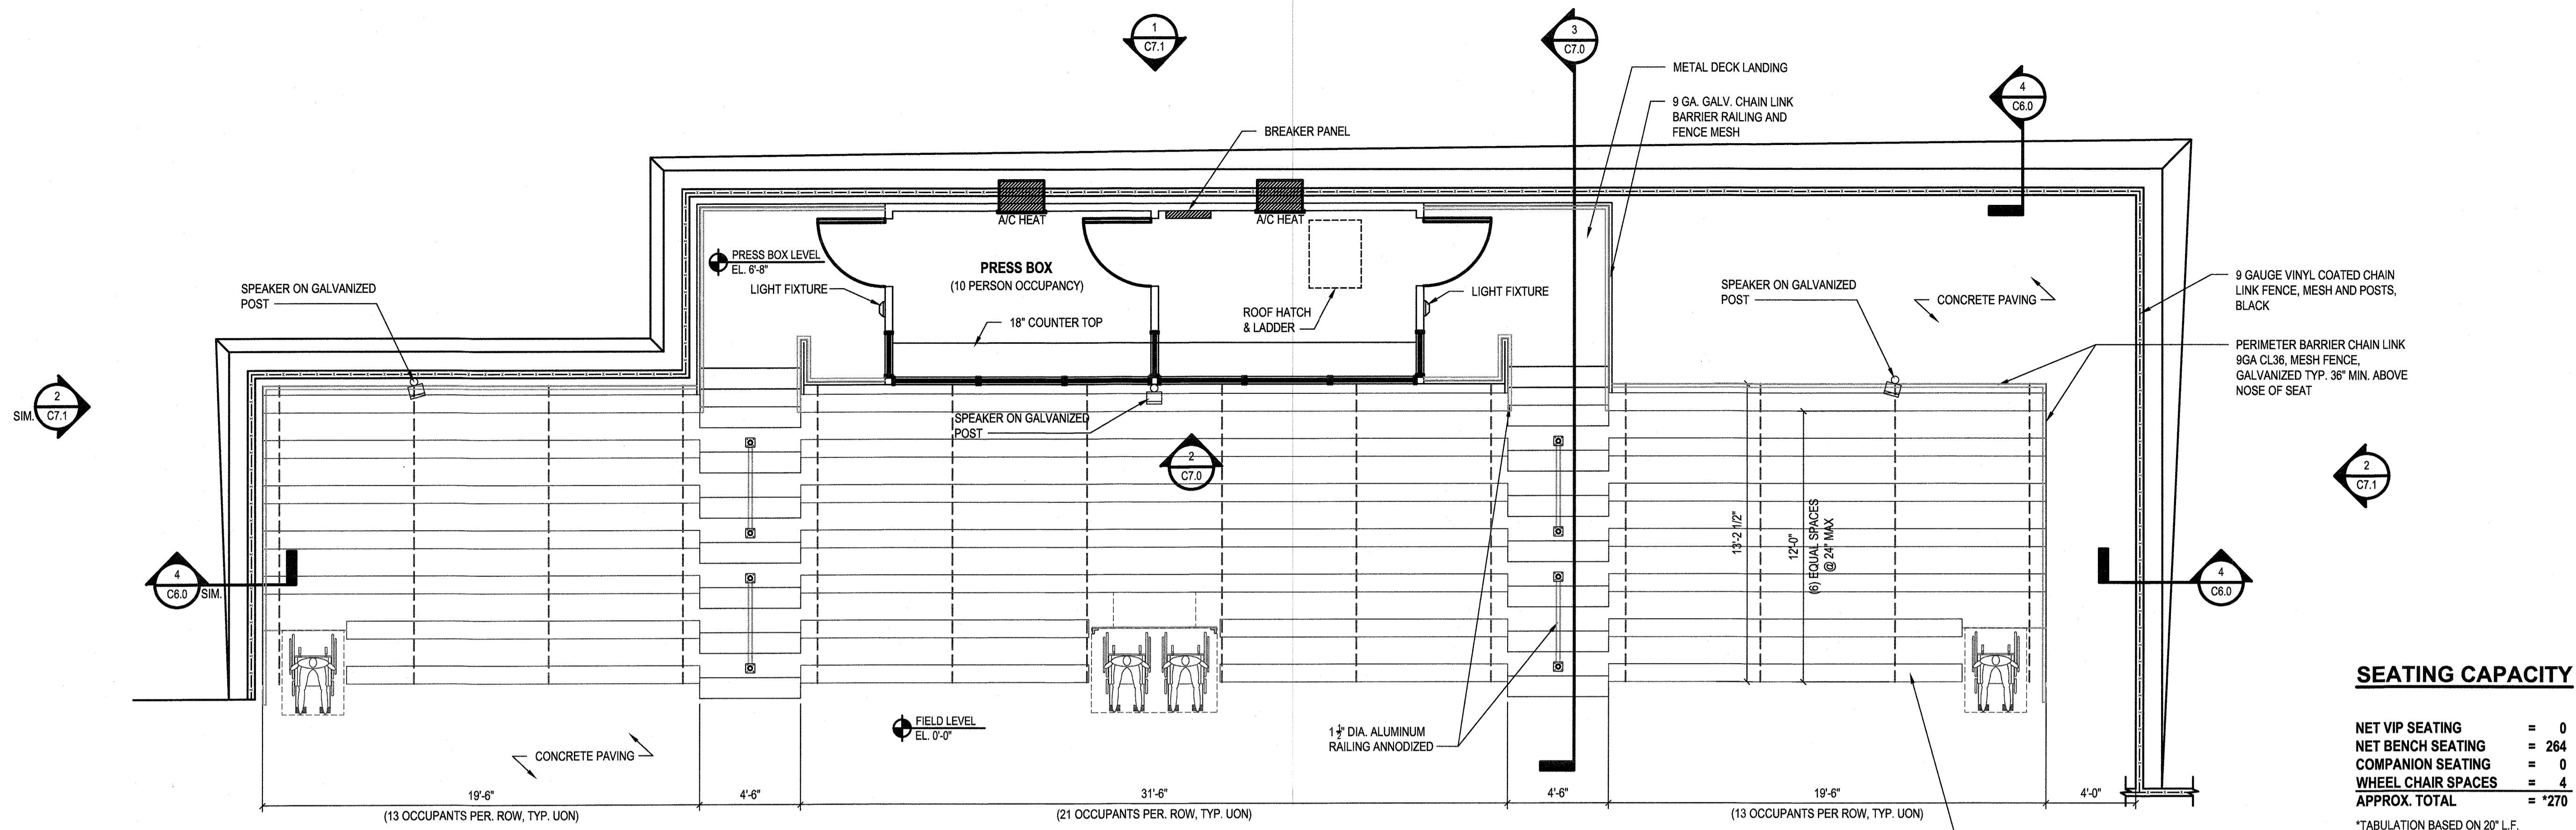 1
C7.1
3
C7.0
4
C6.0
METAL DECK LANDING
9 GA. GALV. CHAIN LINK
BARRIER RAILING AND
FENCE MESH
BREAKER PANEL
A/C HEAT
A/C HEAT
PRESS BOX LEVEL
EL. 6'-8"
PRESS BOX
(10 PERSON OCCUPANCY)
LIGHT FIXTURE
LIGHT FIXTURE
18" COUNTER TOP
ROOF HATCH
& LADDER
SPEAKER ON GALVANIZED
POST
SPEAKER ON GALVANIZED
POST
CONCRETE PAVING
9 GAUGE VINYL COATED CHAIN
LINK FENCE, MESH AND POSTS,
BLACK
PERIMETER BARRIER CHAIN LINK
9GA CL36, MESH FENCE,
GALVANIZED TYP. 36" MIN. ABOVE
NOSE OF SEAT
SIM.
2
C7.1
SPEAKER ON GALVANIZED
POST
2
C7.0
2
C7.1
13'-2 1/2"
12'-0"
(6) EQUAL SPACES
@ 24" MAX
4
C6.0
SIM.
4
C6.0
FIELD LEVEL
EL. 0'-0"
CONCRETE PAVING
1 1/2" DIA. ALUMINUM
RAILING ANNODIZED
19'-6"
(13 OCCUPANTS PER. ROW, TYP. UON)
4'-6"
31'-6"
(21 OCCUPANTS PER. ROW, TYP. UON)
4'-6"
19'-6"
(13 OCCUPANTS PER. ROW, TYP. UON)
4'-0"
SEATING CAPACITY
NET VIP SEATING = 0
NET BENCH SEATING = 264
COMPANION SEATING = 0
WHEEL CHAIR SPACES = 4
APPROX. TOTAL = *270
*TABULATION BASED ON 20" L.F.